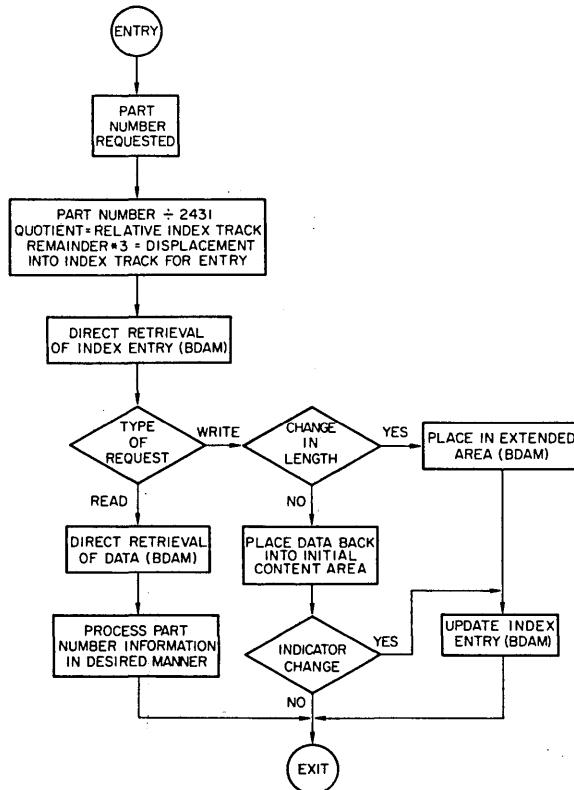 ENTRY
PART
NUMBER
REQUESTED
PART NUMBER ÷ 2431
QUOTIENT=RELATIVE INDEX TRACK
REMAINDER*3 = DISPLACEMENT
INTO INDEX TRACK FOR ENTRY
DIRECT RETRIEVAL
OF INDEX ENTRY (BDAM)
TYPE
OF
REQUEST
WRITE
CHANGE
IN
LENGTH
YES
PLACE IN EXTENDED
AREA (BDAM)
READ
NO
DIRECT RETRIEVAL
OF DATA (BDAM)
PLACE DATA BACK
INTO INITIAL
CONTENT AREA
PROCESS PART
NUMBER INFORMATION
IN DESIRED MANNER
INDICATOR
CHANGE
YES
UPDATE INDEX
ENTRY (BDAM)
NO
EXIT